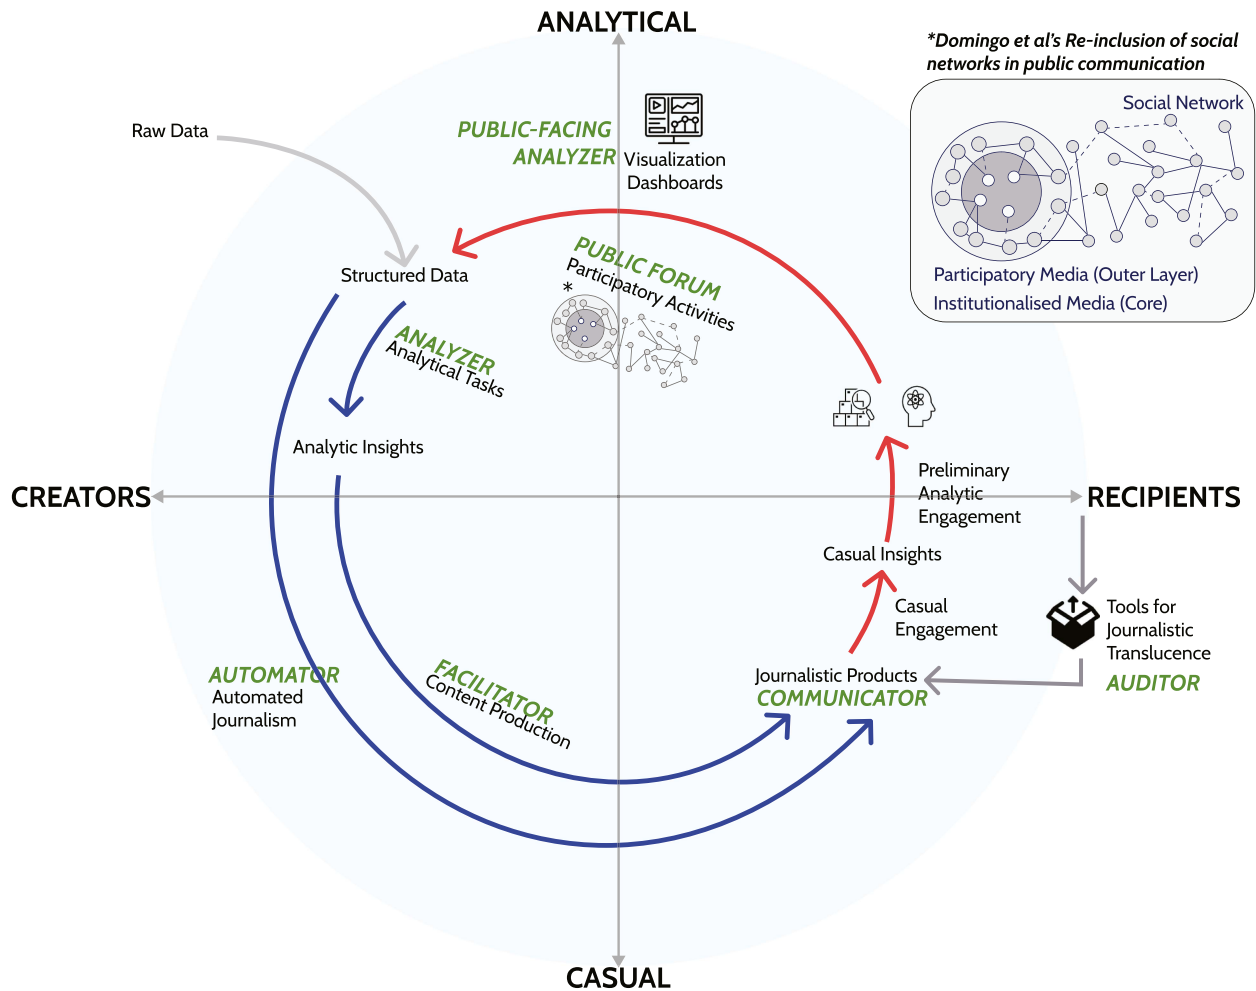 ANALYTICAL
*Domingo et al's Re-inclusion of social
networks in public communication
Social Network
Participatory Media (Outer Layer)
Institutionalised Media (Core)
Raw Data
PUBLIC-FACING
ANALYZER
Visualization
Dashboards
Structured Data
PUBLIC FORUM
Participatory Activities
*
ANALYZER
Analytical Tasks
Analytic Insights
CREATORS
RECIPIENTS
Preliminary
Analytic
Engagement
Casual Insights
Casual
Engagement
Tools for
Journalistic
Translucence
AUDITOR
Journalistic Products
COMMUNICATOR
AUTOMATOR
Automated
Journalism
FACILITATOR
Content Production
CASUAL